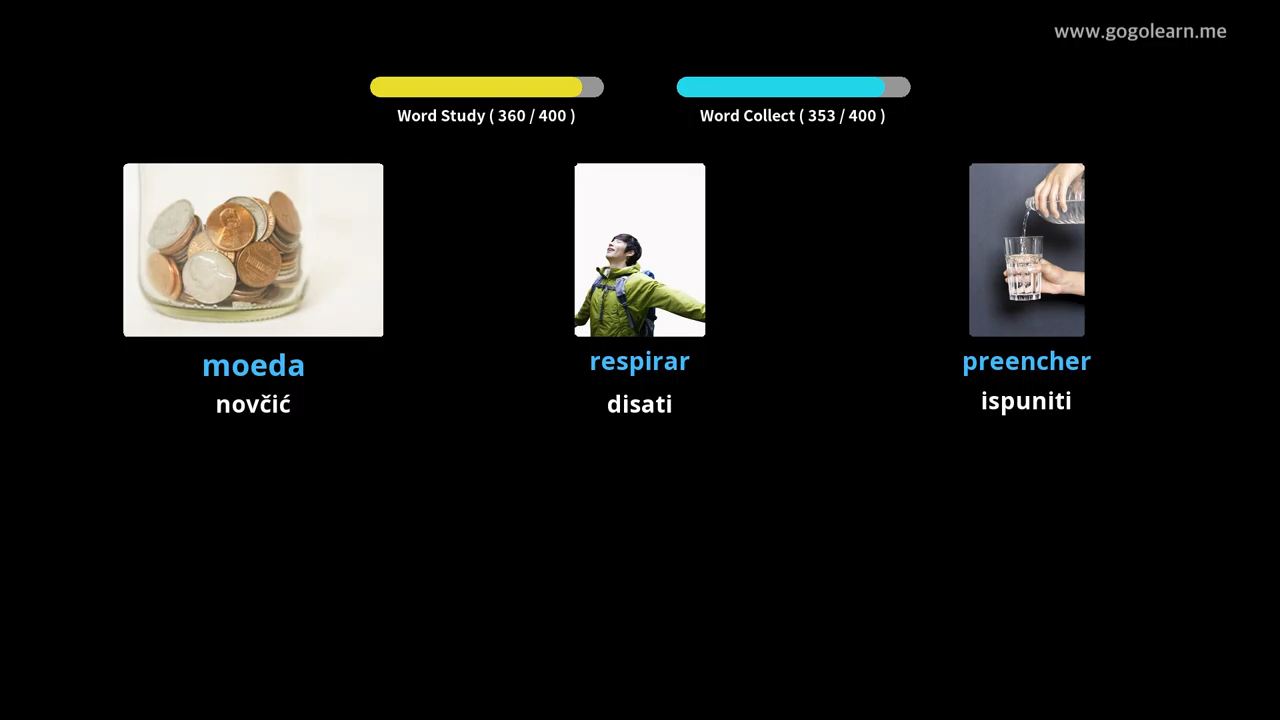 www.gogolearn.me
Word Study ( 360 / 400 )
Word Collect ( 353 / 400 )
moeda
novčić
respirar
disati
preencher
ispuniti